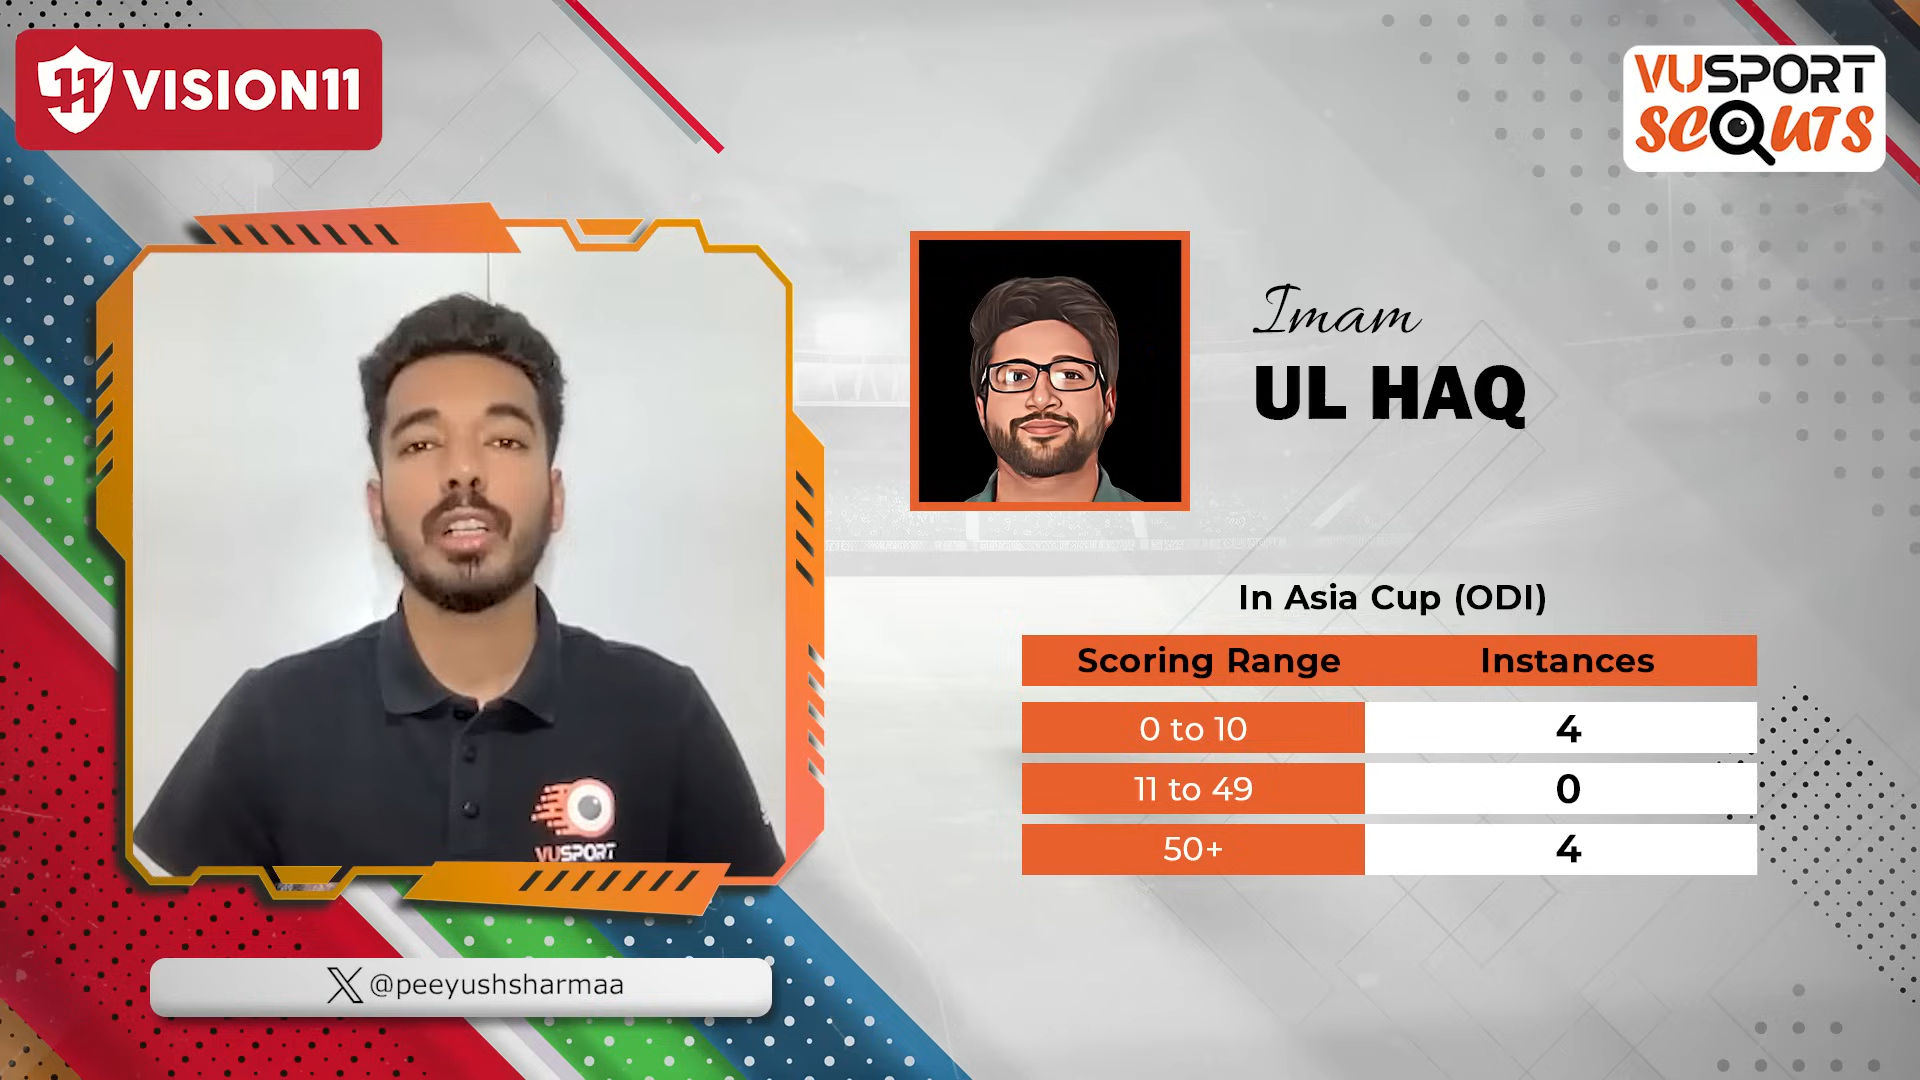 11 VISION11
VUSPORT
SCOUTS
Imam
UL HAQ
In Asia Cup (ODI)
Scoring Range Instances
0 to 10 4
11 to 49 0
50+ 4
VUSPORT
X @peeyushsharmaa